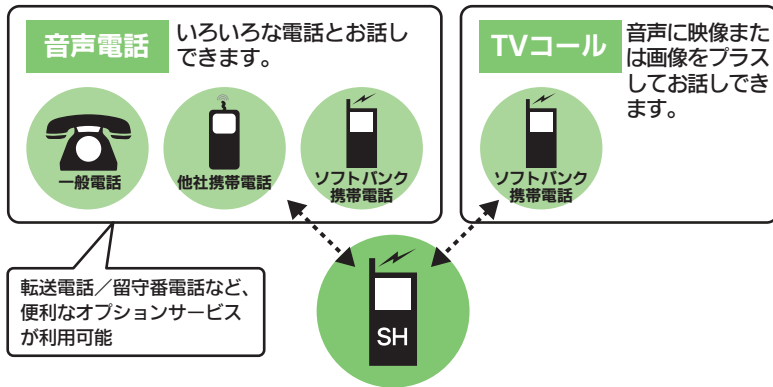 音声電話
いろいろな電話とお話し
できます。
一般電話
他社携帯電話
ソフトバンク
携帯電話
転送電話／留守番電話など、
便利なオプションサービス
が利用可能
TVコール
音声に映像また
は画像をプラス
してお話しでき
ます。
ソフトバンク
携帯電話
SH